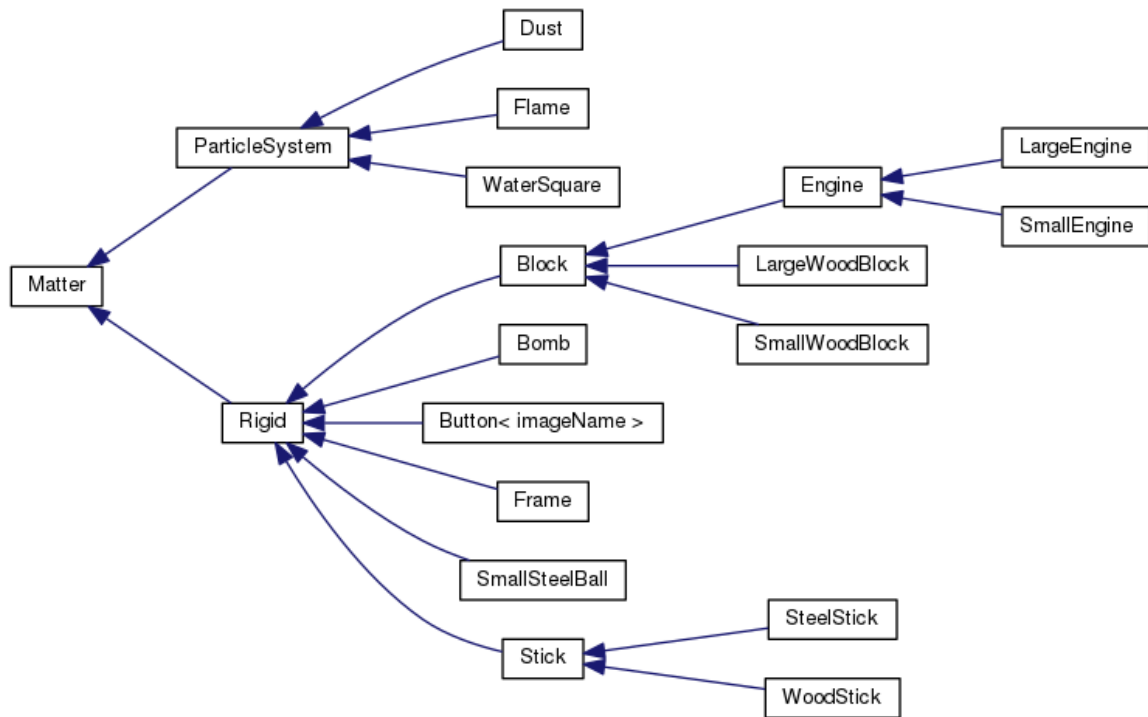 Dust
Flame
ParticleSystem
LargeEngine
WaterSquare
Engine
SmallEngine
Block
LargeWoodBlock
Matter
Bomb
SmallWoodBlock
Rigid
Button< imageName >
Frame
SmallSteelBall
SteelStick
Stick
WoodStick